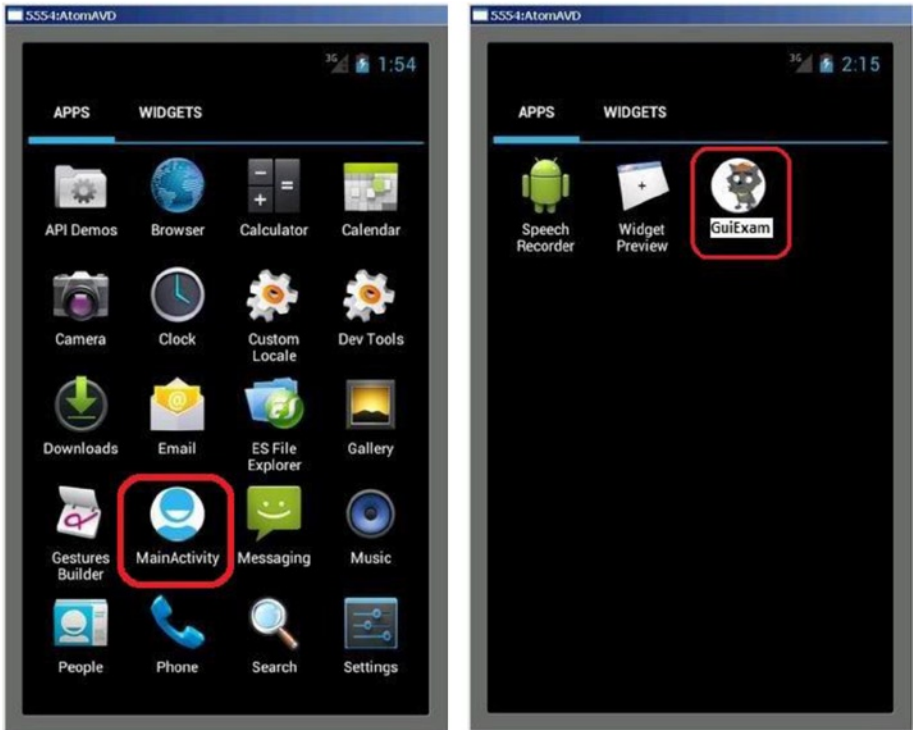 5554:AtomAVD
3G 1:54
APPS WIDGETS
API Demos Browser Calculator Calendar
Camera Clock Custom Dev Tools
Locale
Downloads Email ES File Gallery
Explorer
Gestures MainActivity Messaging Music
Builder
People Phone Search Settings
5554:AtomAVD
3G 2:15
APPS WIDGETS
Speech Widget GuiExam
Recorder Preview